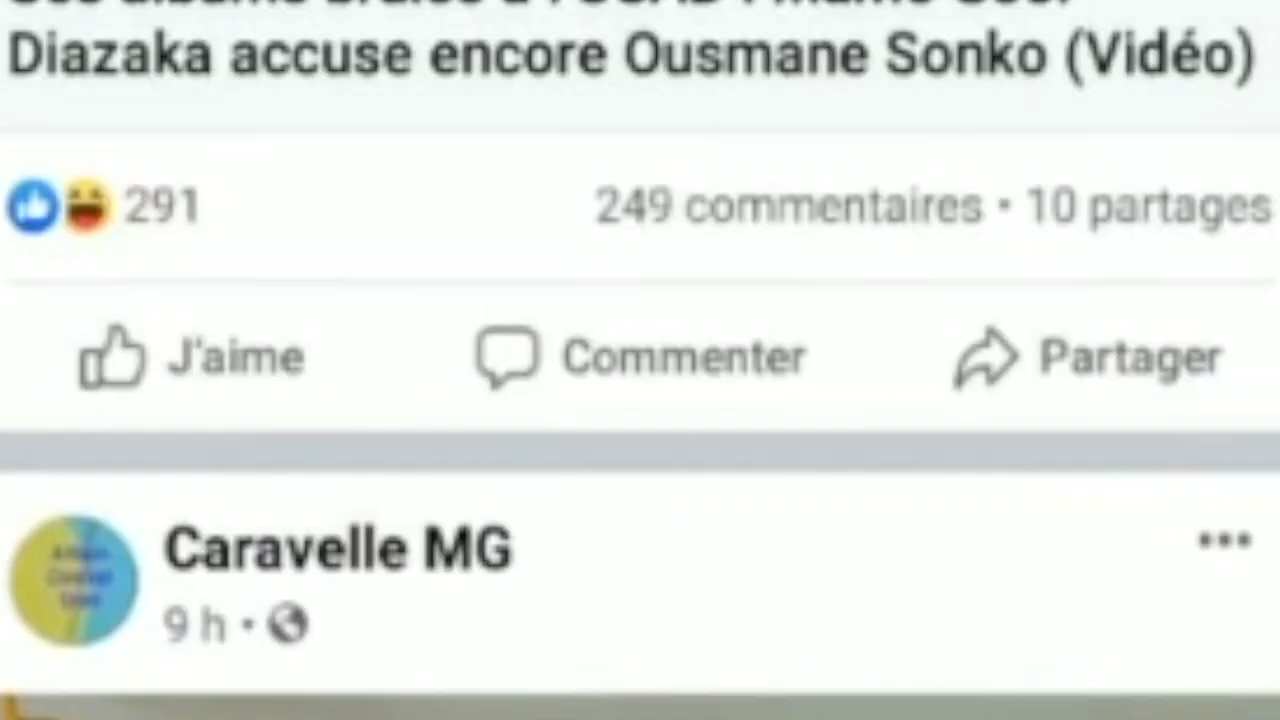 Diazaka accuse encore Ousmane Sonko (Vidéo)
291
249 commentaires • 10 partages
J'aime
Commenter
Partager
Caravelle MG
9 h •